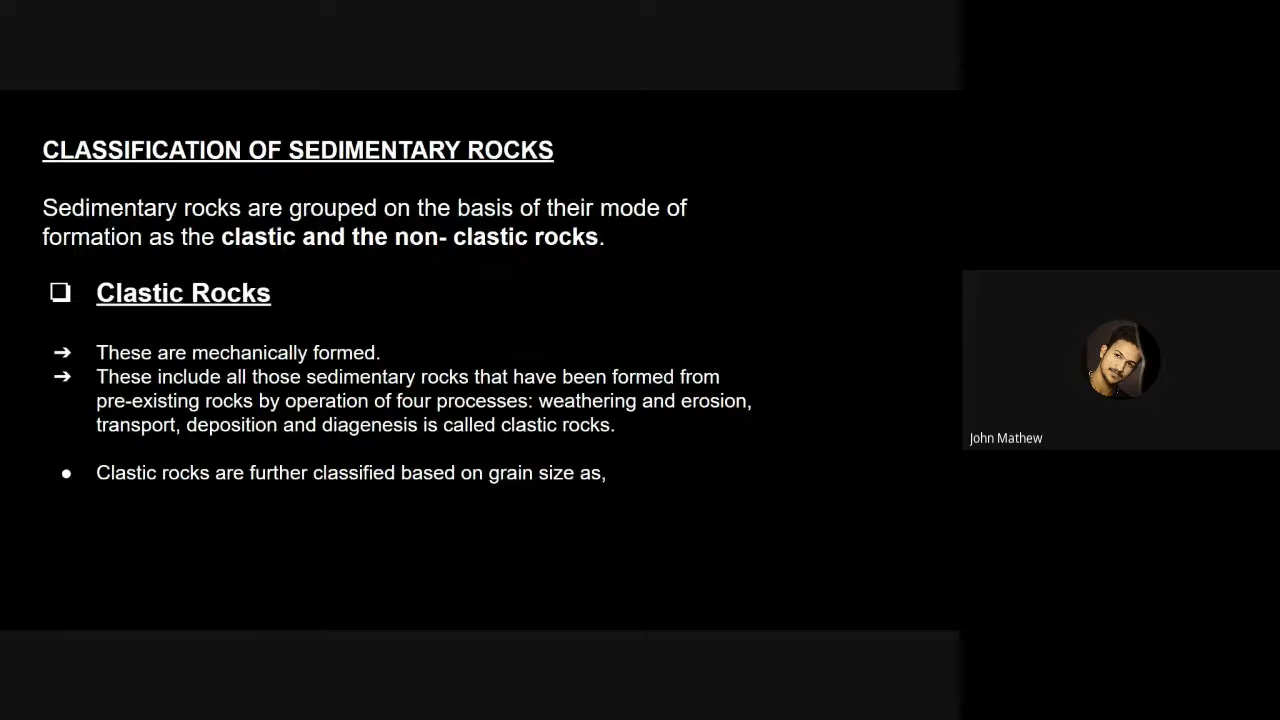 CLASSIFICATION OF SEDIMENTARY ROCKS
Sedimentary rocks are grouped on the basis of their mode of
formation as the clastic and the non- clastic rocks.
❏ Clastic Rocks
➔ These are mechanically formed.
➔ These include all those sedimentary rocks that have been formed from
pre-existing rocks by operation of four processes: weathering and erosion,
transport, deposition and diagenesis is called clastic rocks.
● Clastic rocks are further classified based on grain size as,
John Mathew